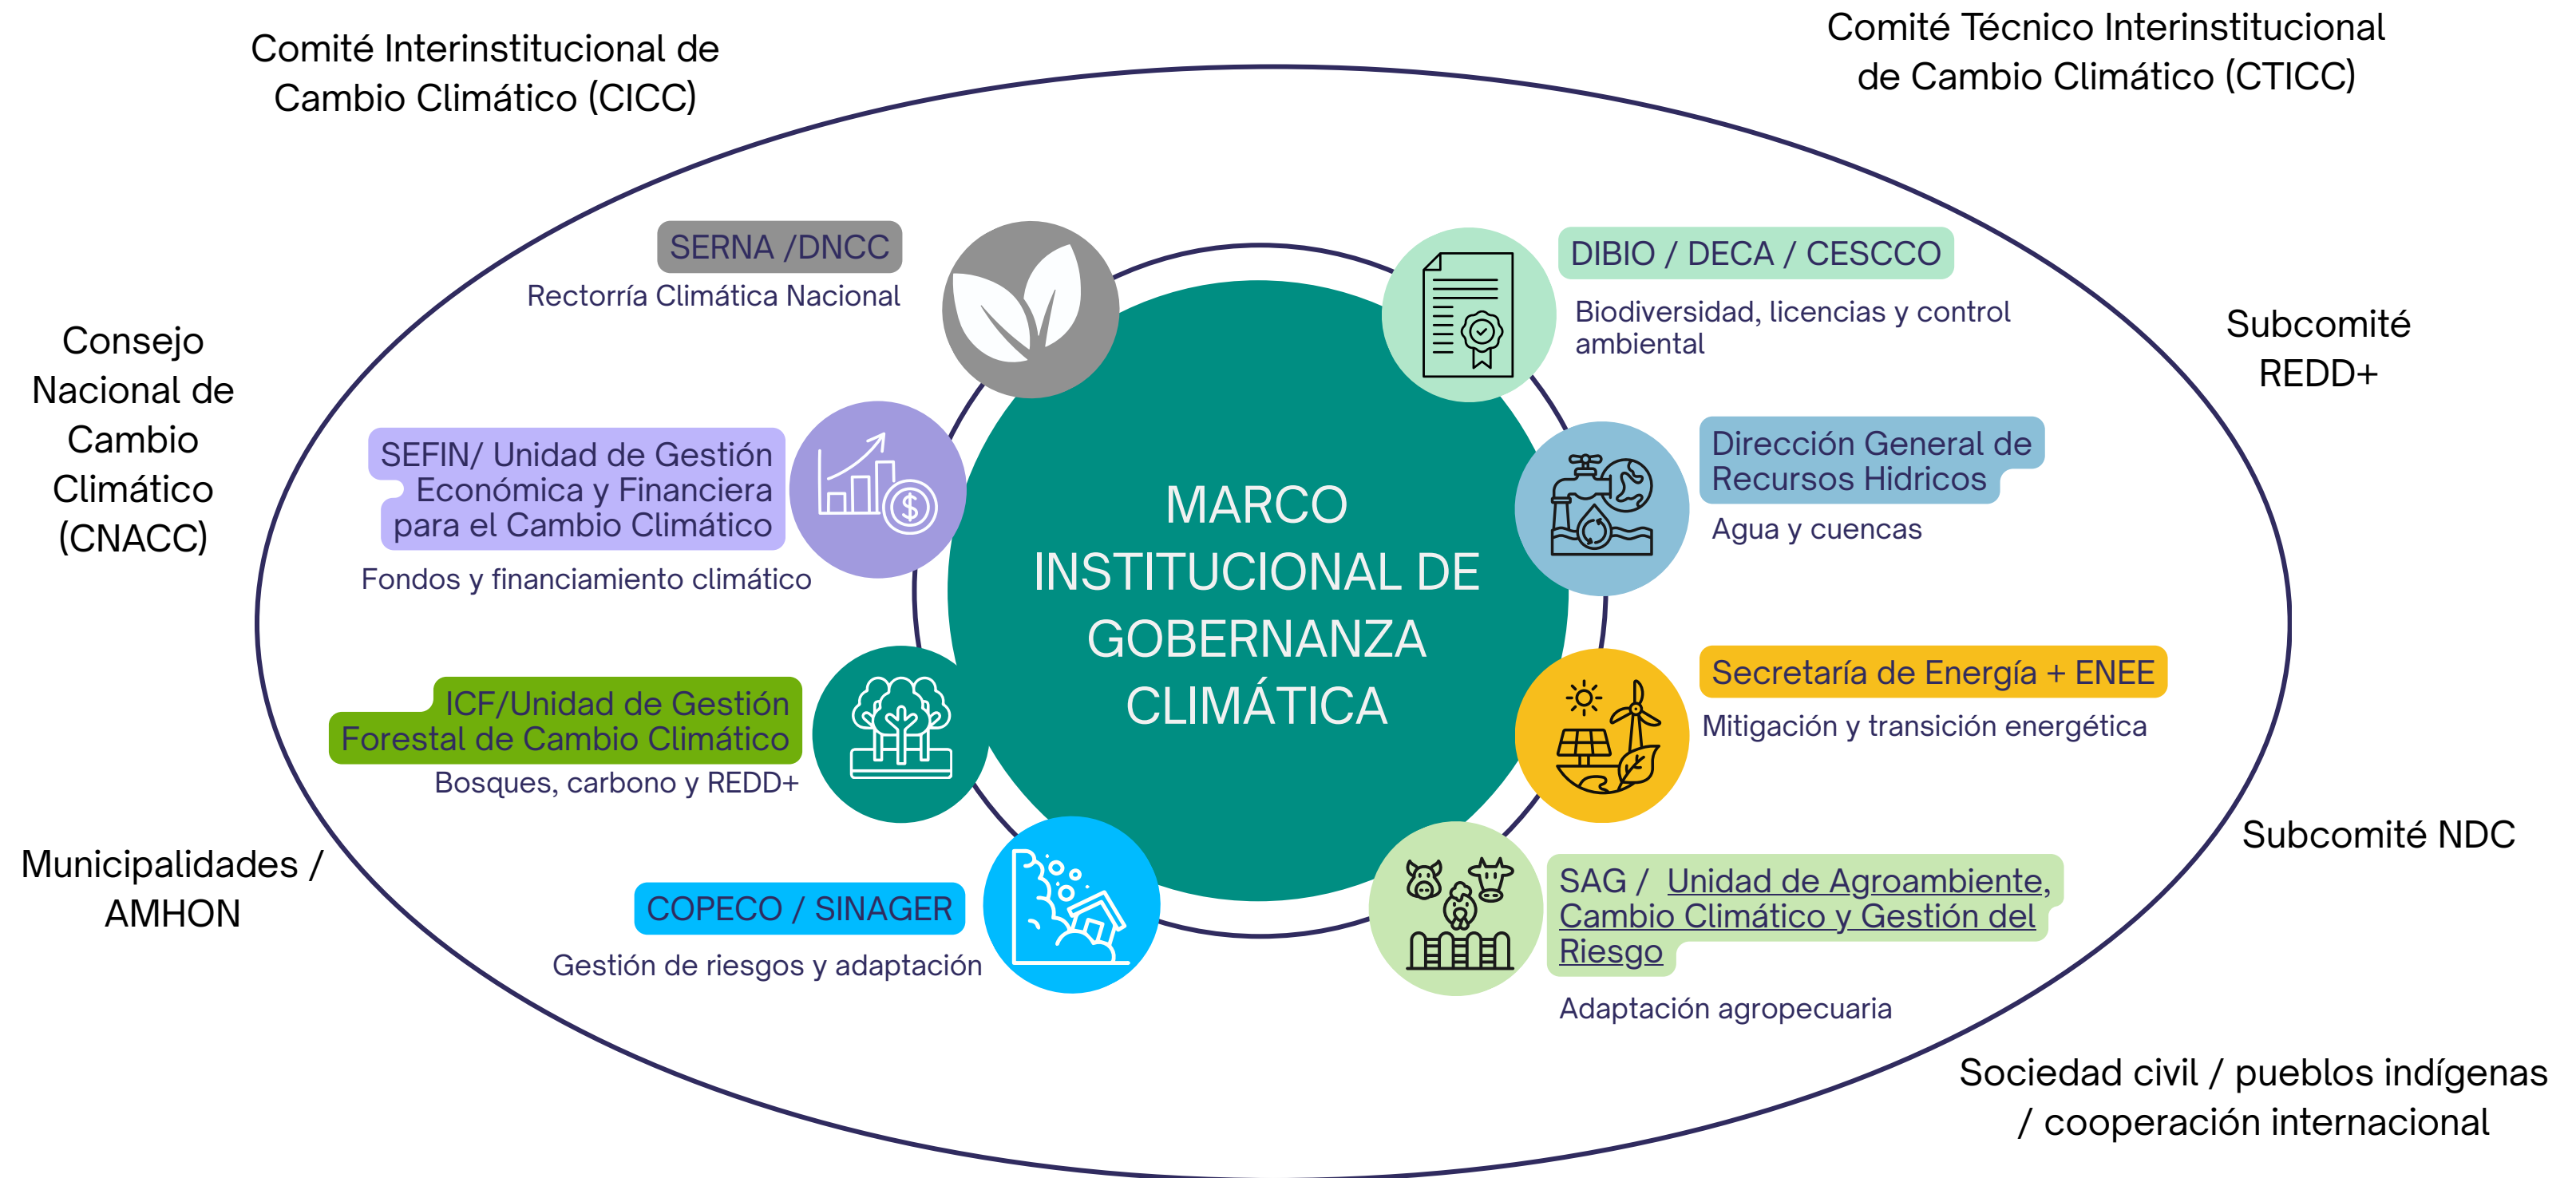 Comité Interinstitucional de
Cambio Climático (CICC)
Comité Técnico Interinstitucional
de Cambio Climático (CTICC)
Consejo
Nacional de
Cambio
Climático
(CNACC)
Municipalidades /
AMHON
SERNA /DNCC
Rectorría Climática Nacional
SEFIN/ Unidad de Gestión
Económica y Financiera
para el Cambio Climático
Fondos y financiamiento climático
ICF/Unidad de Gestión
Forestal de Cambio Climático
Bosques, carbono y REDD+
COPECO / SINAGER
Gestión de riesgos y adaptación
MARCO
INSTITUCIONAL DE
GOBERNANZA
CLIMÁTICA
DIBIO / DECA / CESCCO
Biodiversidad, licencias y control
ambiental
Dirección General de
Recursos Hidricos
Agua y cuencas
Secretaría de Energía + ENEE
Mitigación y transición energética
SAG / Unidad de Agroambiente,
Cambio Climático y Gestión del
Riesgo
Adaptación agropecuaria
Subcomité
REDD+
Subcomité NDC
Sociedad civil / pueblos indígenas
/ cooperación internacional